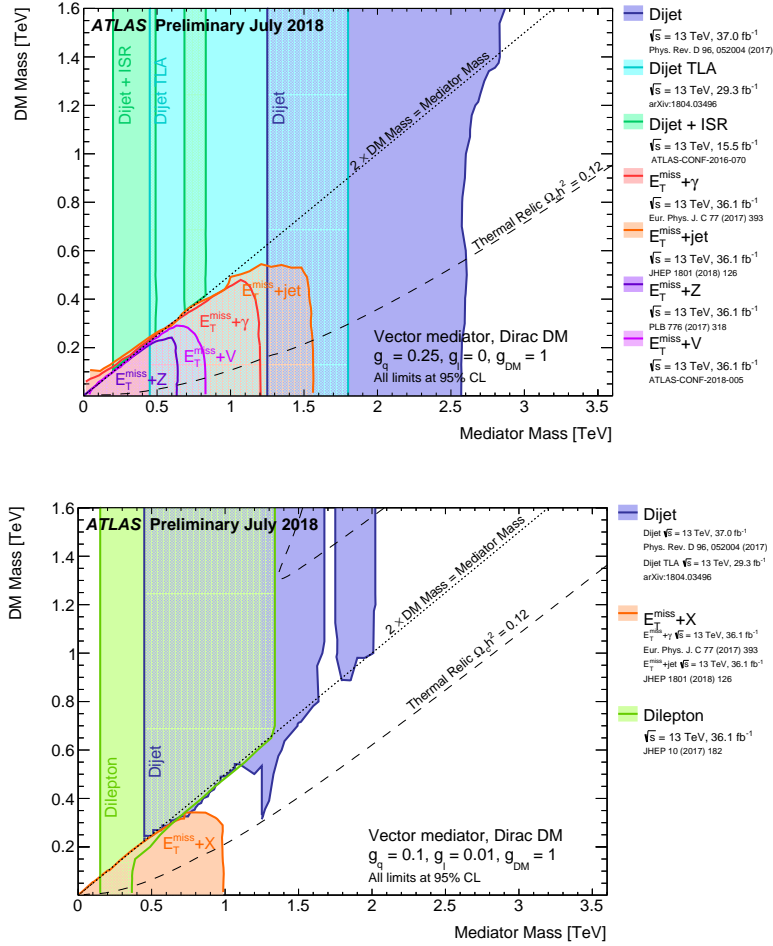 ATLAS Preliminary July 2018
DM Mass [TeV]
1.6
1.4
1.2
1
0.8
0.6
0.4
0.2
0 0.5 1 1.5 2 2.5 3 3.5
Mediator Mass [TeV]
Dijet + ISR
Dijet TLA
Dijet
2 × DM Mass = Mediator Mass
Thermal Relic Ω_c h² = 0.12
E_T^miss+jet
E_T^miss+γ
E_T^miss+V
E_T^miss+Z
Vector mediator, Dirac DM
g_q = 0.25, g_l = 0, g_DM = 1
All limits at 95% CL
Dijet
√s = 13 TeV, 37.0 fb⁻¹
Phys. Rev. D 96, 052004 (2017)
Dijet TLA
√s = 13 TeV, 29.3 fb⁻¹
arXiv:1804.03496
Dijet + ISR
√s = 13 TeV, 15.5 fb⁻¹
ATLAS-CONF-2016-070
E_T^miss+γ
√s = 13 TeV, 36.1 fb⁻¹
Eur. Phys. J. C 77 (2017) 393
E_T^miss+jet
√s = 13 TeV, 36.1 fb⁻¹
JHEP 1801 (2018) 126
E_T^miss+Z
√s = 13 TeV, 36.1 fb⁻¹
PLB 776 (2017) 318
E_T^miss+V
√s = 13 TeV, 36.1 fb⁻¹
ATLAS-CONF-2018-005
ATLAS Preliminary July 2018
DM Mass [TeV]
1.6
1.4
1.2
1
0.8
0.6
0.4
0.2
0 0.5 1 1.5 2 2.5 3 3.5
Mediator Mass [TeV]
Dilepton
Dijet
2 × DM Mass = Mediator Mass
Thermal Relic Ω_c h² = 0.12
E_T^miss+X
Vector mediator, Dirac DM
g_q = 0.1, g_l = 0.01, g_DM = 1
All limits at 95% CL
Dijet
Dijet √s = 13 TeV, 37.0 fb⁻¹
Phys. Rev. D 96, 052004 (2017)
Dijet TLA √s = 13 TeV, 29.3 fb⁻¹
arXiv:1804.03496
E_T^miss+X
E_T^miss+γ √s = 13 TeV, 36.1 fb⁻¹
Eur. Phys. J. C 77 (2017) 393
E_T^miss+jet √s = 13 TeV, 36.1 fb⁻¹
JHEP 1801 (2018) 126
Dilepton
√s = 13 TeV, 36.1 fb⁻¹
JHEP 10 (2017) 182